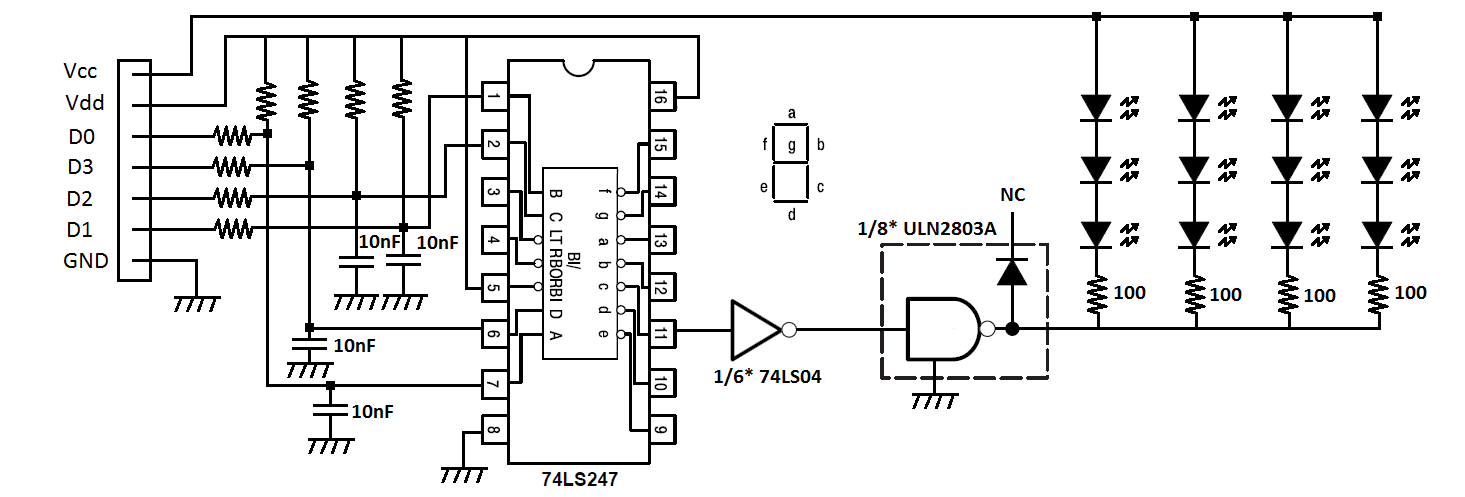 Vcc
Vdd
D0
D3
D2
D1
GND
10nF
10nF
10nF
10nF
1
2
3
4
5
6
7
8
B
C
LT
RBO
RBI
D
A
BI/
f
g
a
b
c
d
e
16
15
14
13
12
11
10
9
74LS247
a
f
g
b
e
c
d
1/6* 74LS04
1/8* ULN2803A
NC
100
100
100
100